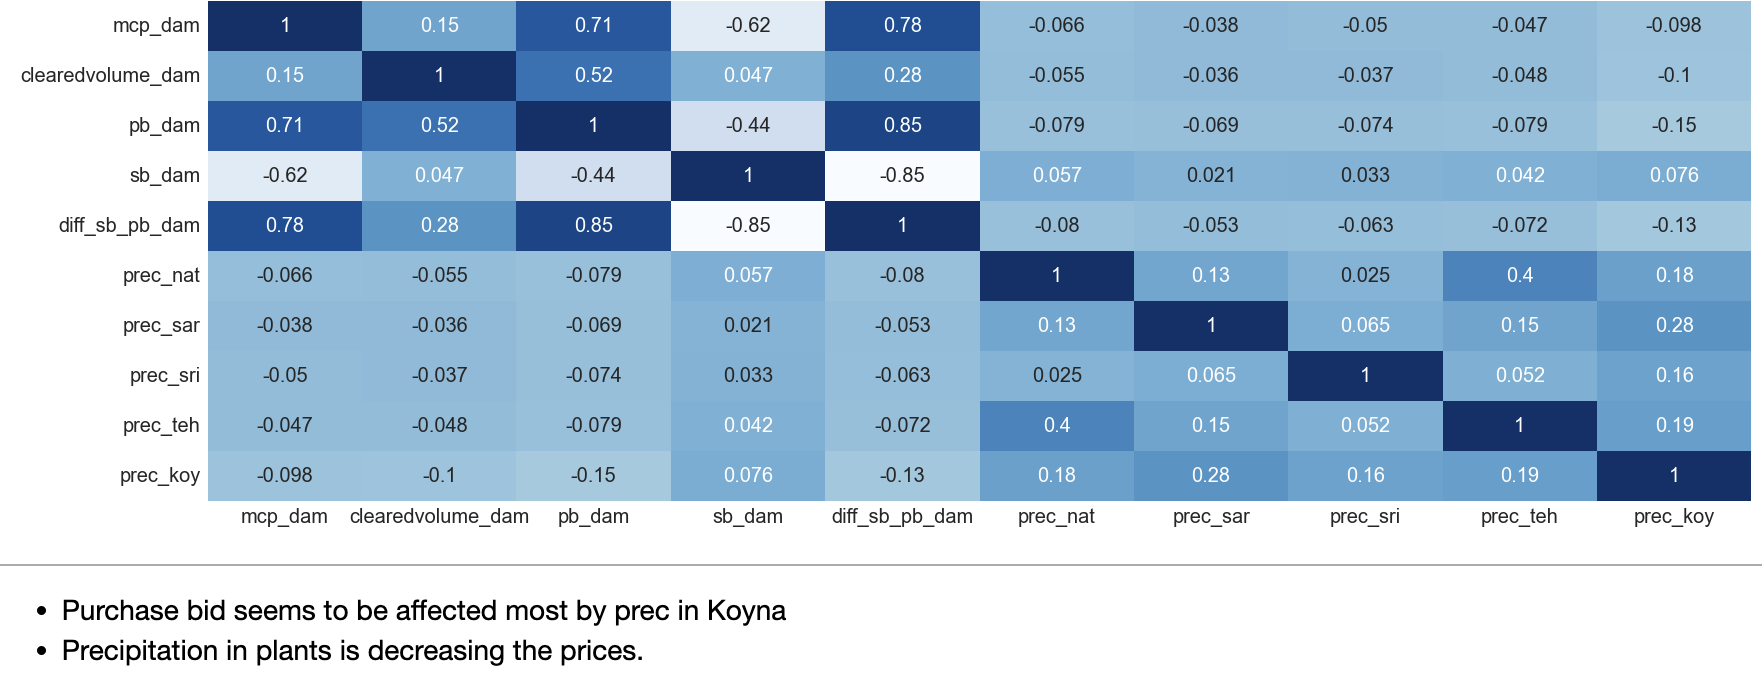 mcp_dam 1 0.15 0.71 -0.62 0.78 -0.066 -0.038 -0.05 -0.047 -0.098
clearedvolume_dam 0.15 1 0.52 0.047 0.28 -0.055 -0.036 -0.037 -0.048 -0.1
pb_dam 0.71 0.52 1 -0.44 0.85 -0.079 -0.069 -0.074 -0.079 -0.15
sb_dam -0.62 0.047 -0.44 1 -0.85 0.057 0.021 0.033 0.042 0.076
diff_sb_pb_dam 0.78 0.28 0.85 -0.85 1 -0.08 -0.053 -0.063 -0.072 -0.13
prec_nat -0.066 -0.055 -0.079 0.057 -0.08 1 0.13 0.025 0.4 0.18
prec_sar -0.038 -0.036 -0.069 0.021 -0.053 0.13 1 0.065 0.15 0.28
prec_sri -0.05 -0.037 -0.074 0.033 -0.063 0.025 0.065 1 0.052 0.16
prec_teh -0.047 -0.048 -0.079 0.042 -0.072 0.4 0.15 0.052 1 0.19
prec_koy -0.098 -0.1 -0.15 0.076 -0.13 0.18 0.28 0.16 0.19 1
mcp_dam clearedvolume_dam pb_dam sb_dam diff_sb_pb_dam prec_nat prec_sar prec_sri prec_teh prec_koy
• Purchase bid seems to be affected most by prec in Koyna
• Precipitation in plants is decreasing the prices.